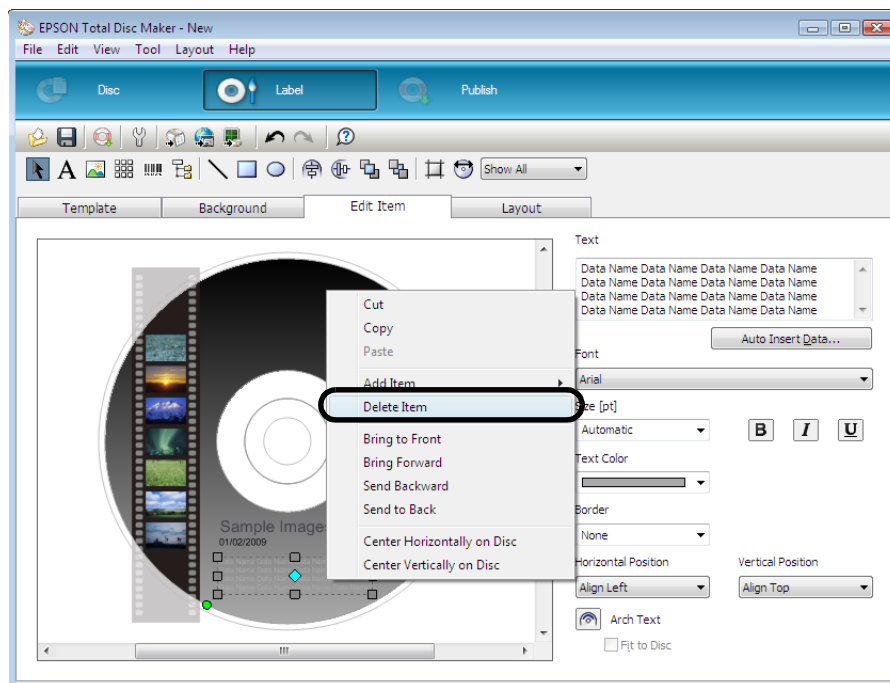 EPSON Total Disc Maker - New
File Edit View Tool Layout Help
Disc Label Publish
Show All
Template Background Edit Item Layout
Text
Data Name Data Name Data Name Data Name
Data Name Data Name Data Name Data Name
Data Name Data Name Data Name Data Name
Data Name Data Name Data Name Data Name
Auto Insert Data...
Font
Arial
Size [pt]
Automatic
B I U
Text Color
Border
None
Horizontal Position Vertical Position
Align Left Align Top
Arch Text
Fit to Disc
Cut
Copy
Paste
Add Item
Delete Item
Bring to Front
Bring Forward
Send Backward
Send to Back
Center Horizontally on Disc
Center Vertically on Disc
Sample Images
01/02/2009